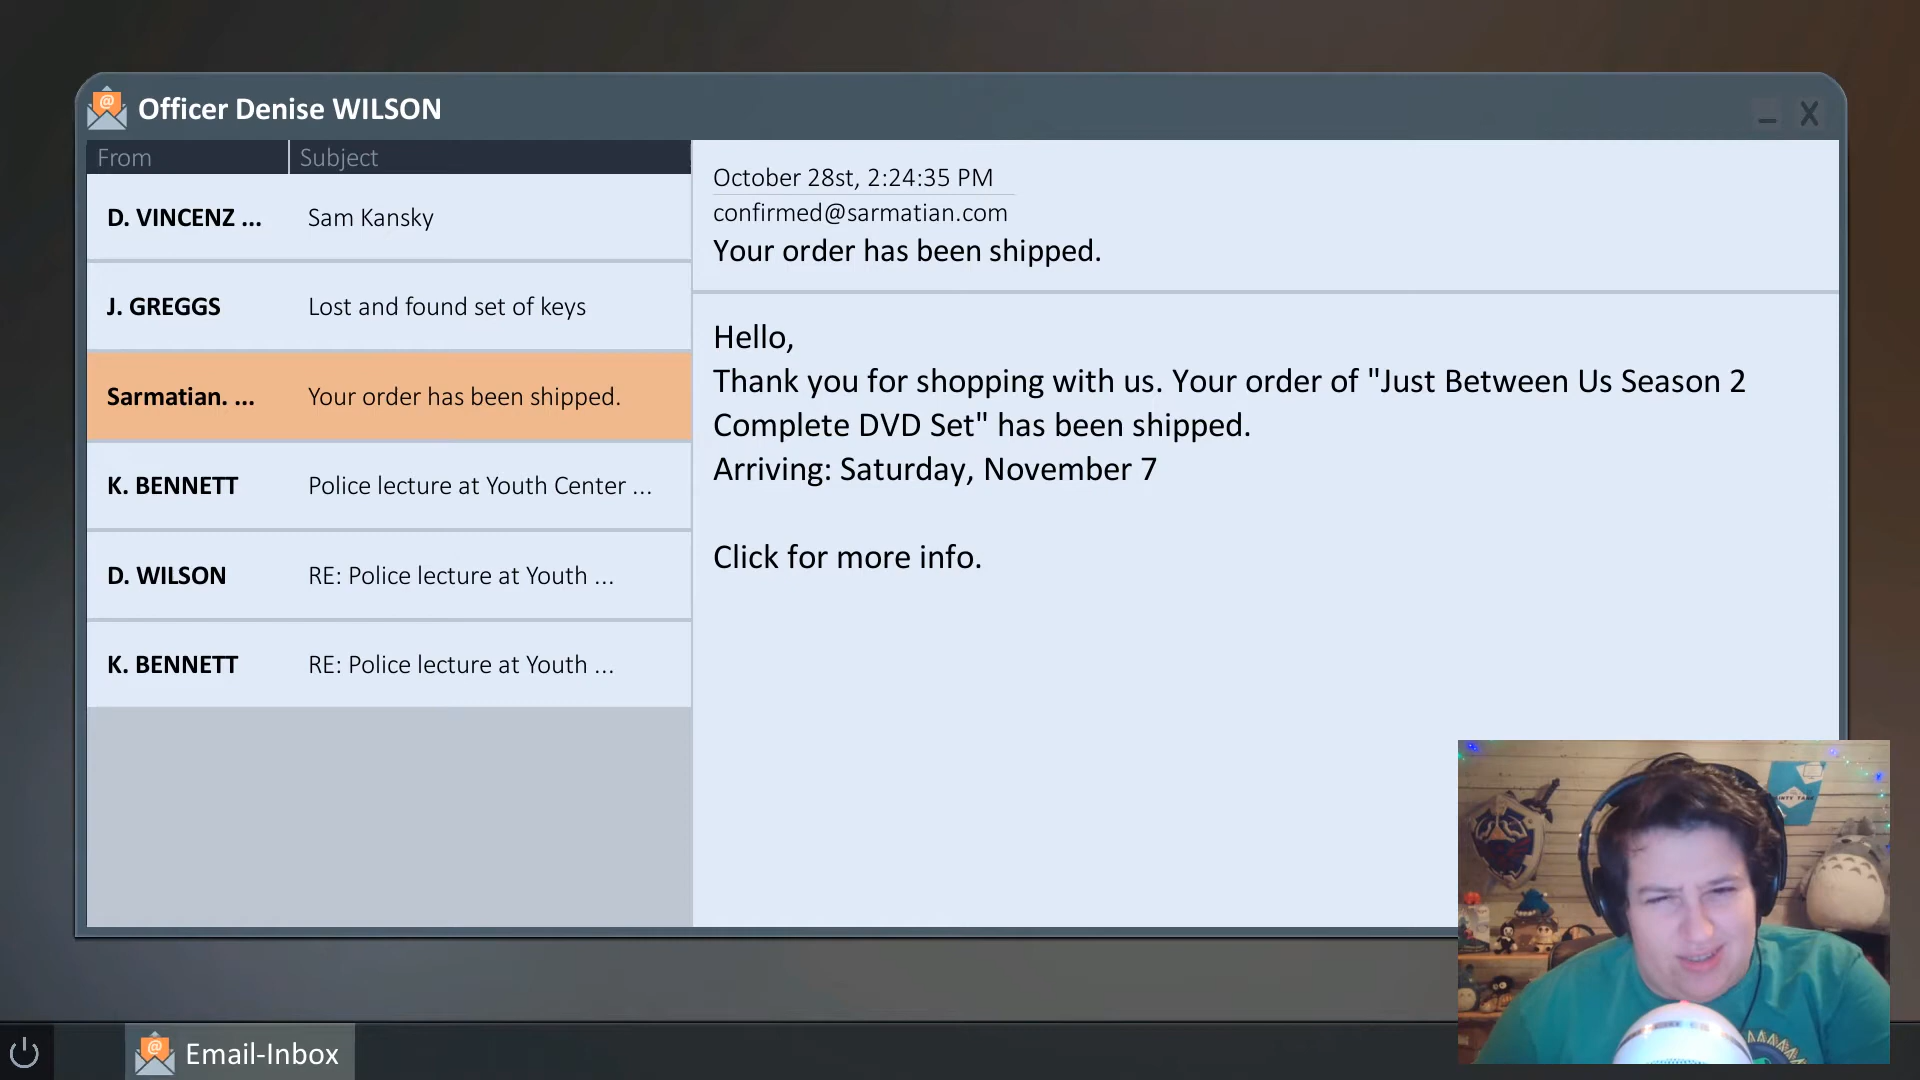 Officer Denise WILSON
From Subject
D. VINCENZ ... Sam Kansky
J. GREGGS Lost and found set of keys
Sarmatian. ... Your order has been shipped.
K. BENNETT Police lecture at Youth Center ...
D. WILSON RE: Police lecture at Youth ...
K. BENNETT RE: Police lecture at Youth ...
October 28st, 2:24:35 PM
confirmed@sarmatian.com
Your order has been shipped.
Hello,
Thank you for shopping with us. Your order of "Just Between Us Season 2
Complete DVD Set" has been shipped.
Arriving: Saturday, November 7
Click for more info.
Email-Inbox